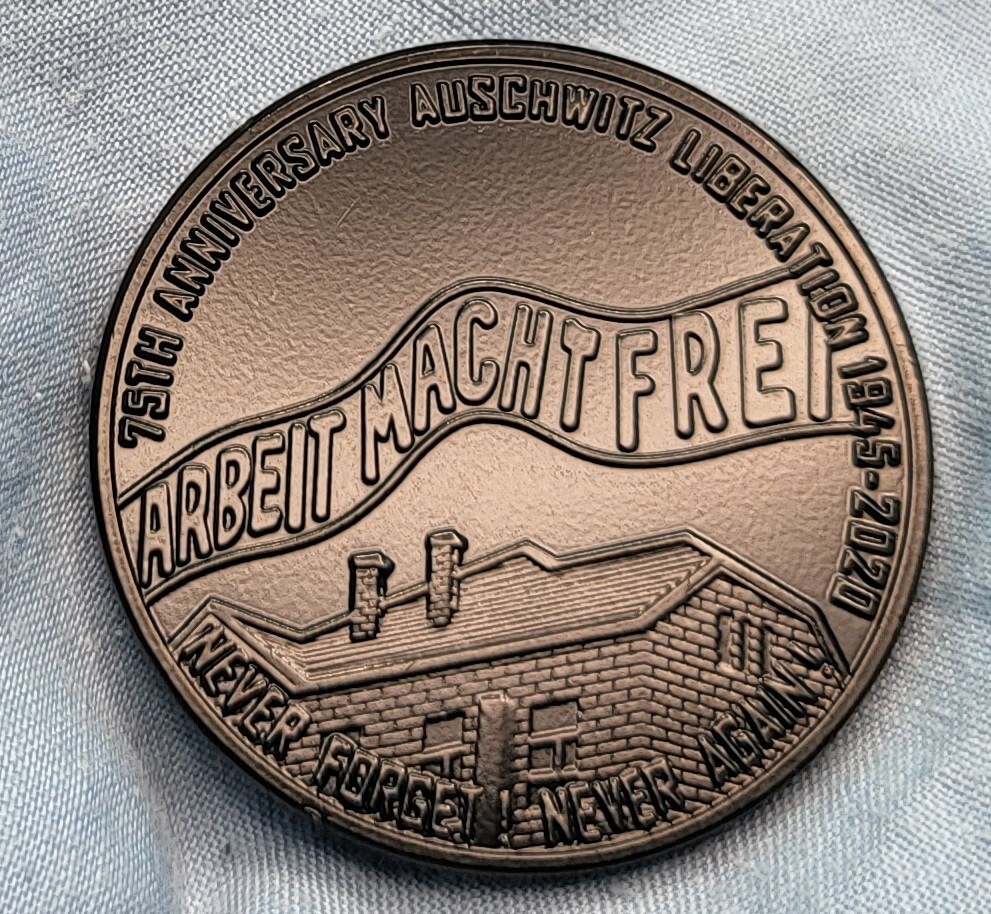 75TH ANNIVERSARY AUSCHWITZ LIBERATION 1945-2020
ARBEIT MACHT FREI
NEVER FORGET! NEVER AGAIN!